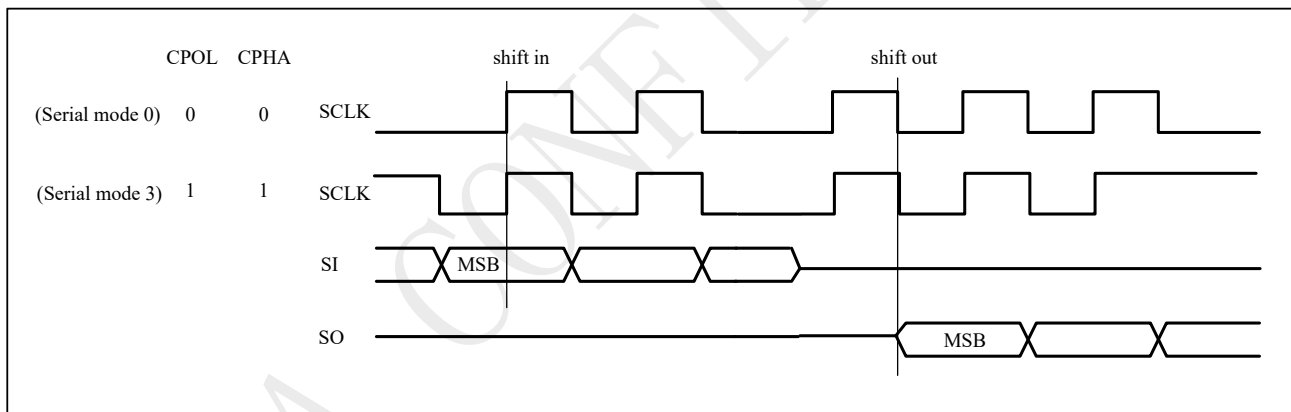 CPOL CPHA shift in shift out
(Serial mode 0) 0 0 SCLK
(Serial mode 3) 1 1 SCLK
SI MSB
SO MSB